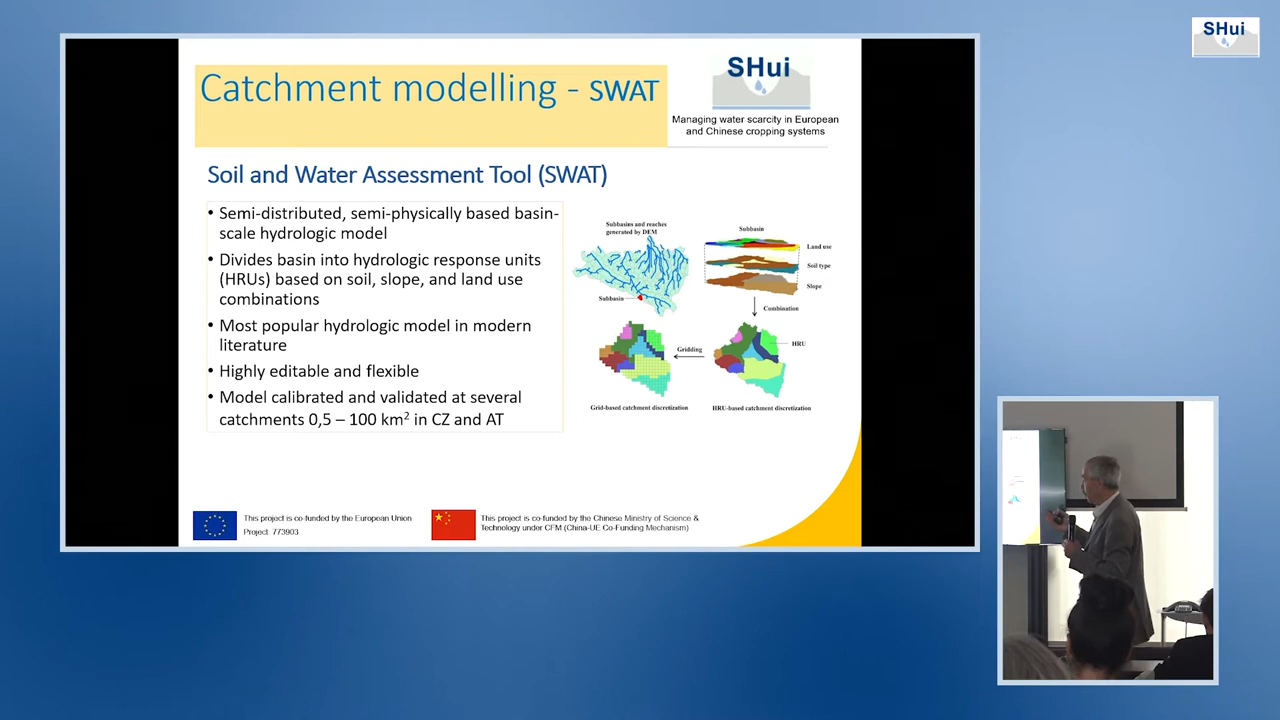 SHui
Catchment modelling - SWAT
SHui
Managing water scarcity in European
and Chinese cropping systems
Soil and Water Assessment Tool (SWAT)
• Semi-distributed, semi-physically based basin-
scale hydrologic model
• Divides basin into hydrologic response units
(HRUs) based on soil, slope, and land use
combinations
• Most popular hydrologic model in modern
literature
• Highly editable and flexible
• Model calibrated and validated at several
catchments 0,5 – 100 km² in CZ and AT
Subbasins and reaches
generated by DEM
Subbasin
Subbasin
Land use
Soil type
Slope
Combination
HRU
Gridding
Grid-based catchment discretization
HRU-based catchment discretization
This project is co-funded by the European Union
Project: 773903
This project is co-funded by the Chinese Ministry of Science &
Technology under CFM (China-UE Co-Funding Mechanism)